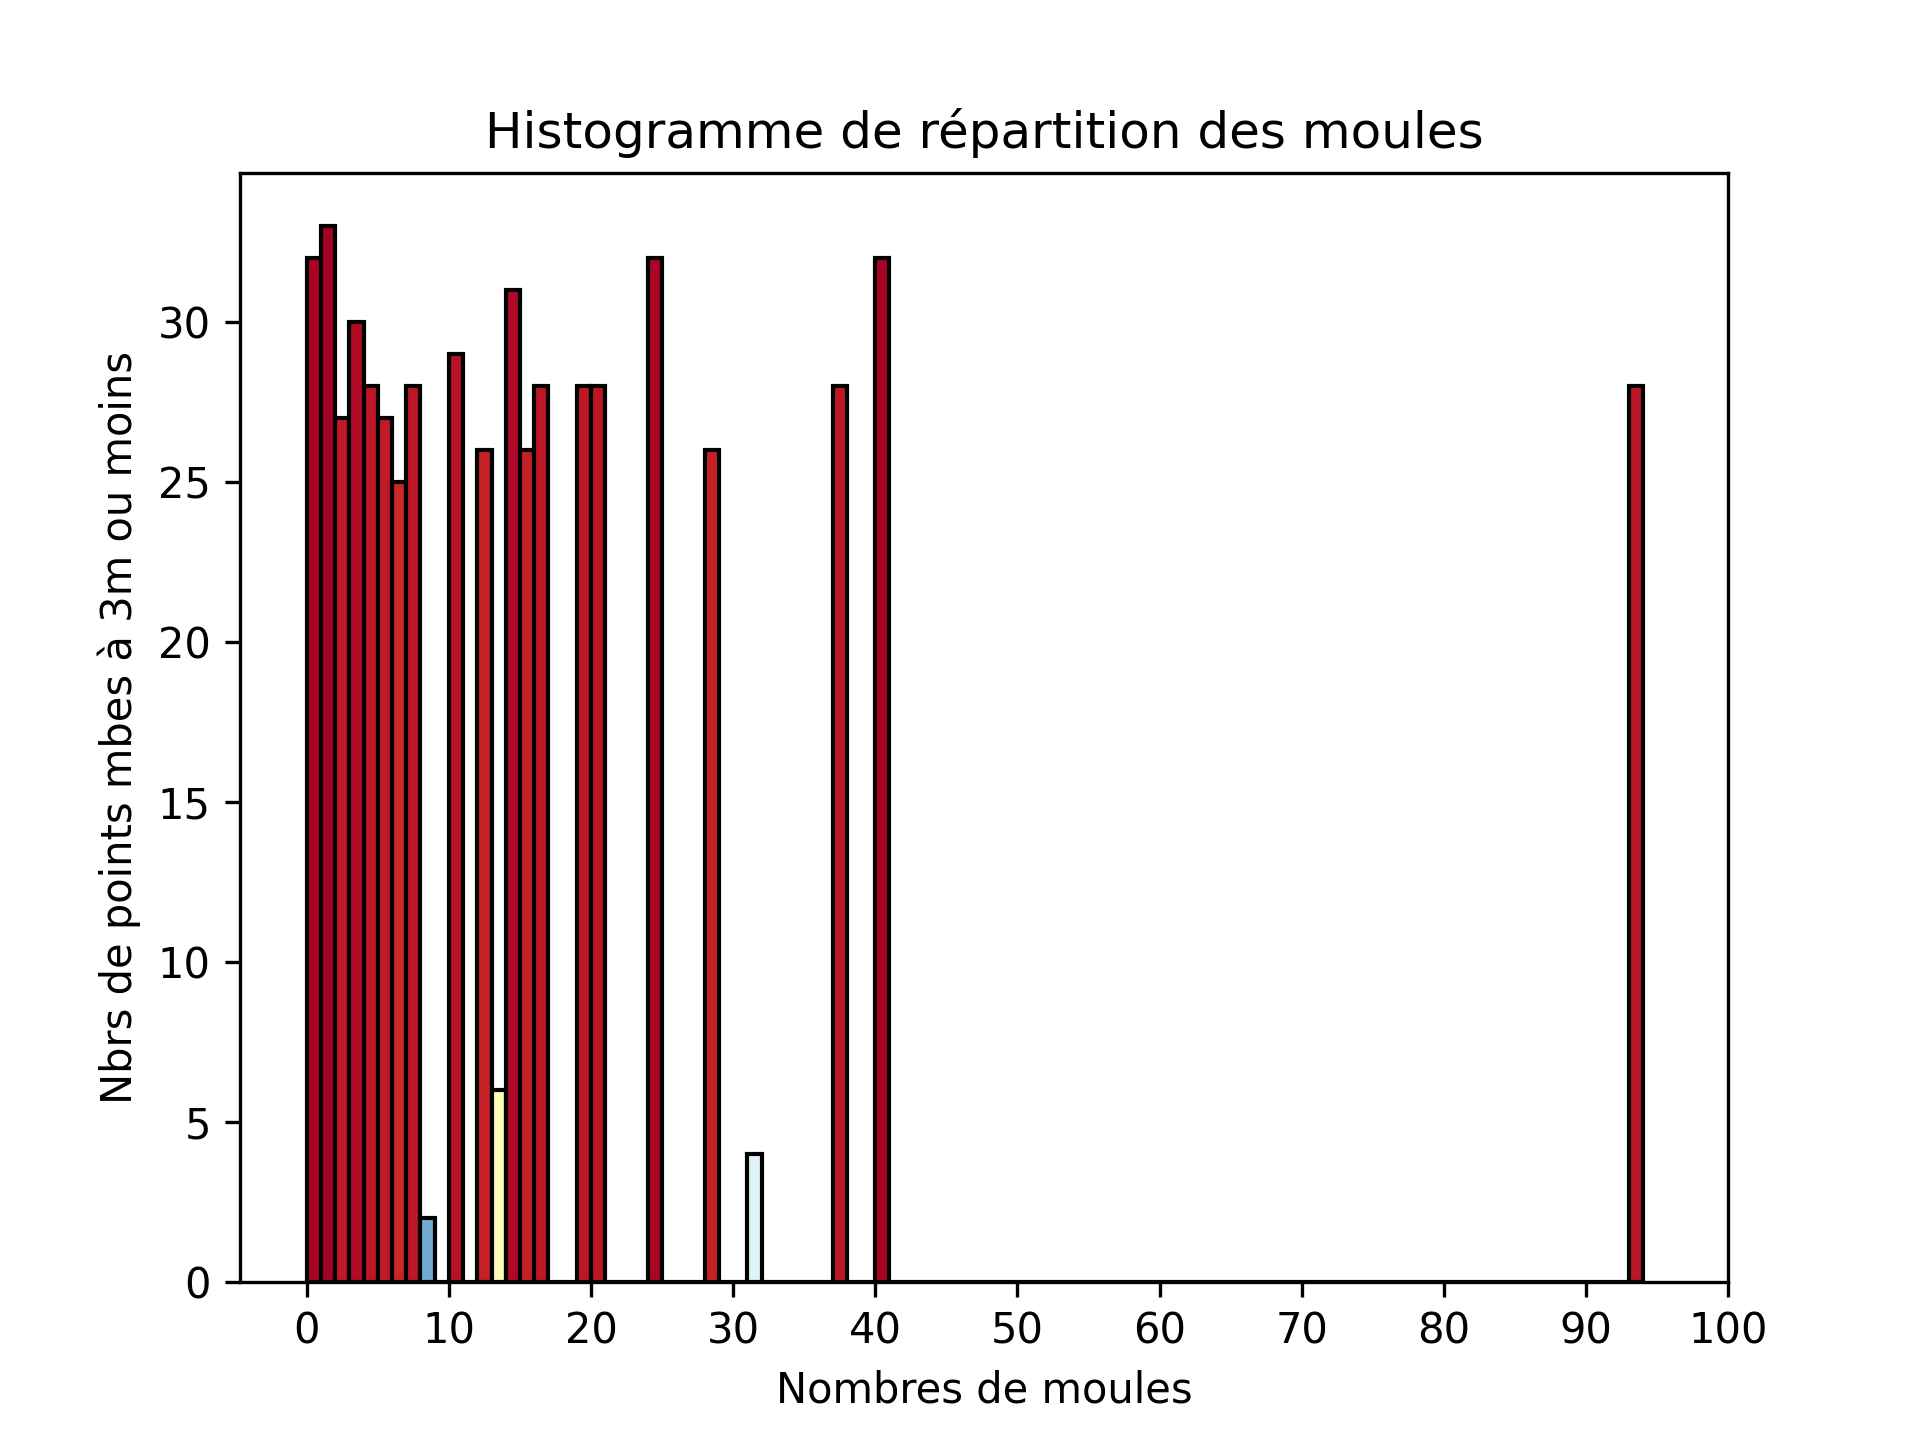 Histogramme de répartition des moules
Nbrs de points mbes à 3m ou moins
30
25
20
15
10
5
0
0 10 20 30 40 50 60 70 80 90 100
Nombres de moules